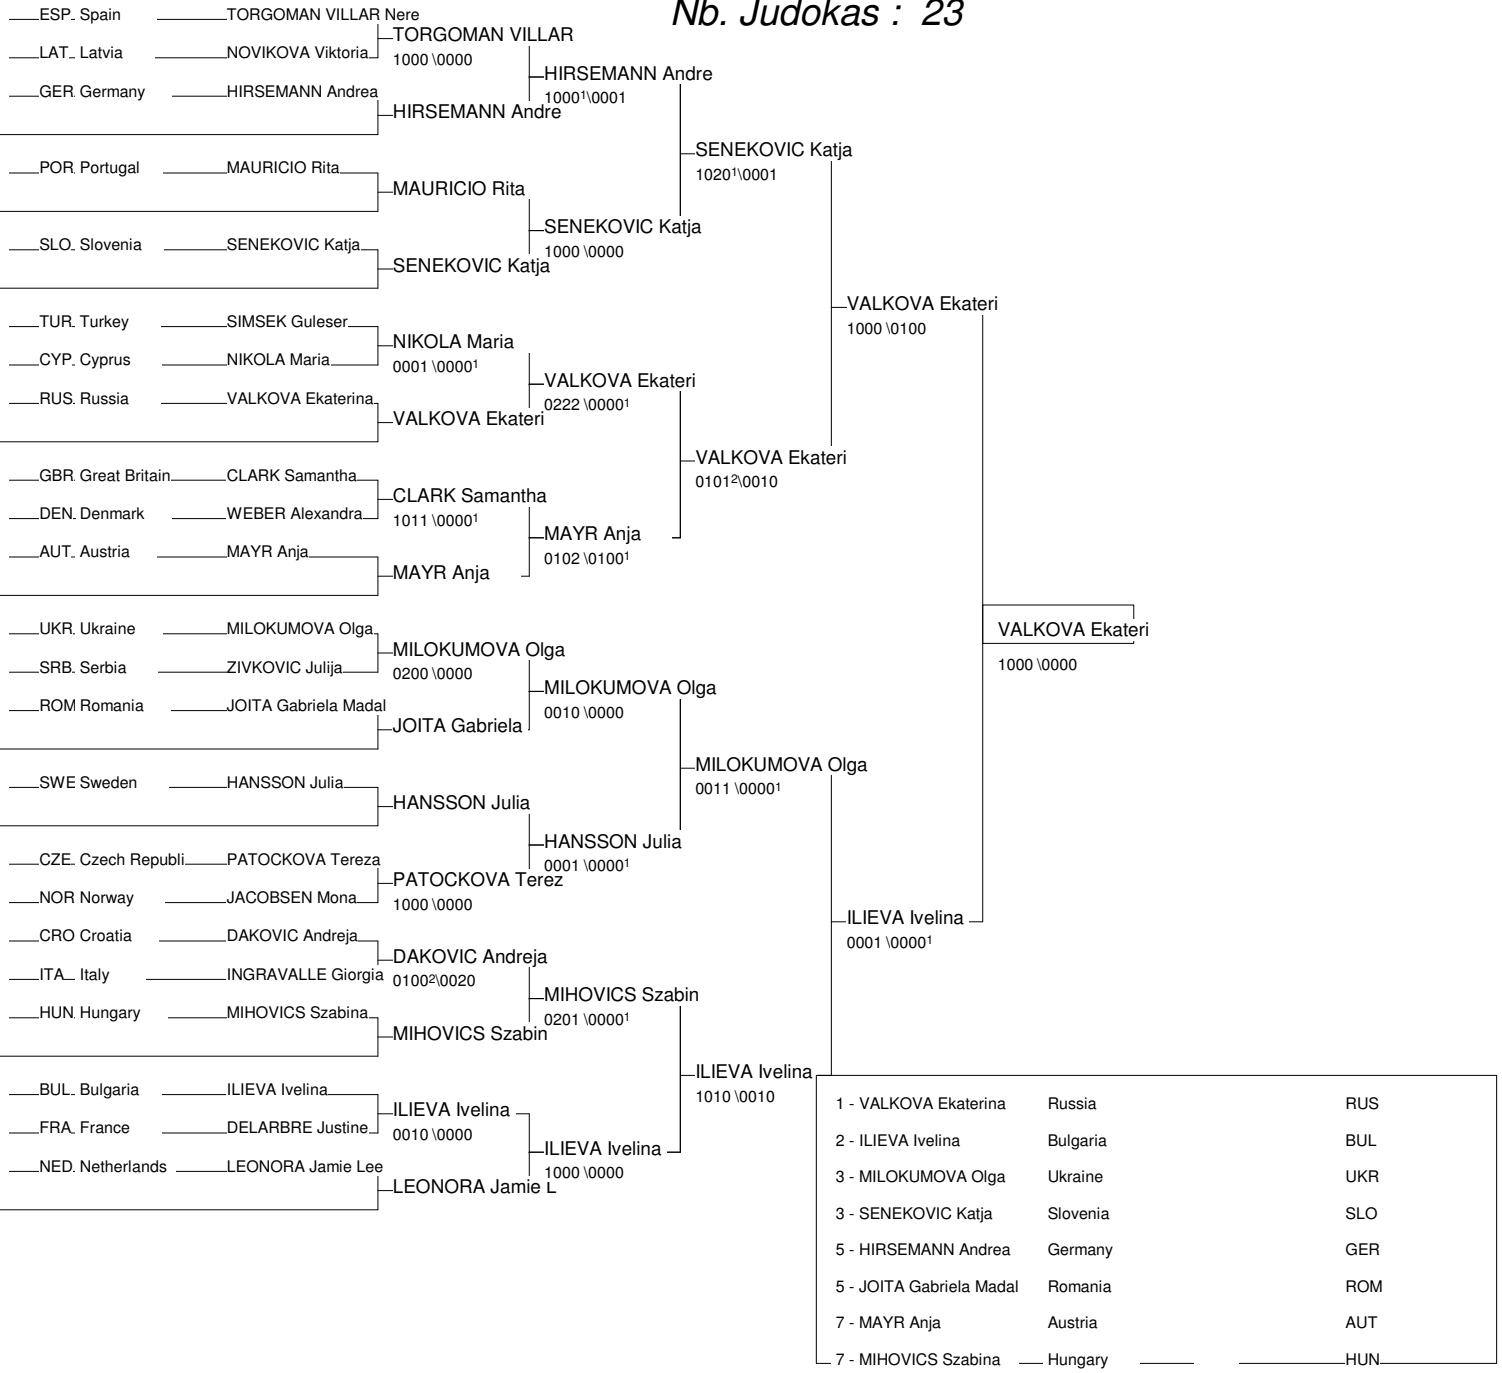 Nb. Judokas : 23
ESP Spain TORGOMAN VILLAR Nere
LAT Latvia NOVIKOVA Viktoria
GER Germany HIRSEMANN Andrea
POR Portugal MAURICIO Rita
SLO Slovenia SENEKOVIC Katja
TUR Turkey SIMSEK Guleser
CYP Cyprus NIKOLA Maria
RUS Russia VALKOVA Ekaterina
GBR Great Britain CLARK Samantha
DEN Denmark WEBER Alexandra
AUT Austria MAYR Anja
UKR Ukraine MILOKUMOVA Olga
SRB Serbia ZIVKOVIC Julija
ROM Romania JOITA Gabriela Madal
SWE Sweden HANSSON Julia
CZE Czech Republi PATOCKOVA Tereza
NOR Norway JACOBSEN Mona
CRO Croatia DAKOVIC Andreja
ITA Italy INGRAVALLE Giorgia
HUN Hungary MIHOVICS Szabina
BUL Bulgaria ILIEVA Ivelina
FRA France DELARBRE Justine
NED Netherlands LEONORA Jamie Lee
TORGOMAN VILLAR
1000 \0000
HIRSEMANN Andre
MAURICIO Rita
SENEKOVIC Katja
NIKOLA Maria
0001 \0000¹
VALKOVA Ekateri
CLARK Samantha
1011 \0000¹
MAYR Anja
MILOKUMOVA Olga
0200 \0000
JOITA Gabriela
HANSSON Julia
PATOCKOVA Terez
1000 \0000
DAKOVIC Andreja
0100²\0020
MIHOVICS Szabin
ILIEVA Ivelina
0010 \0000
LEONORA Jamie L
HIRSEMANN Andre
1000¹\0001
SENEKOVIC Katja
1000 \0000
VALKOVA Ekateri
0222 \0000¹
MAYR Anja
0102 \0100¹
MILOKUMOVA Olga
0010 \0000
HANSSON Julia
0001 \0000¹
MIHOVICS Szabin
0201 \0000¹
ILIEVA Ivelina
1000 \0000
SENEKOVIC Katja
1020¹\0001
VALKOVA Ekateri
0101²\0010
MILOKUMOVA Olga
0011 \0000¹
ILIEVA Ivelina
1010 \0010
VALKOVA Ekateri
1000 \0100
ILIEVA Ivelina
0001 \0000¹
VALKOVA Ekateri
1000 \0000
1 - VALKOVA Ekaterina Russia RUS
2 - ILIEVA Ivelina Bulgaria BUL
3 - MILOKUMOVA Olga Ukraine UKR
3 - SENEKOVIC Katja Slovenia SLO
5 - HIRSEMANN Andrea Germany GER
5 - JOITA Gabriela Madal Romania ROM
7 - MAYR Anja Austria AUT
7 - MIHOVICS Szabina Hungary HUN